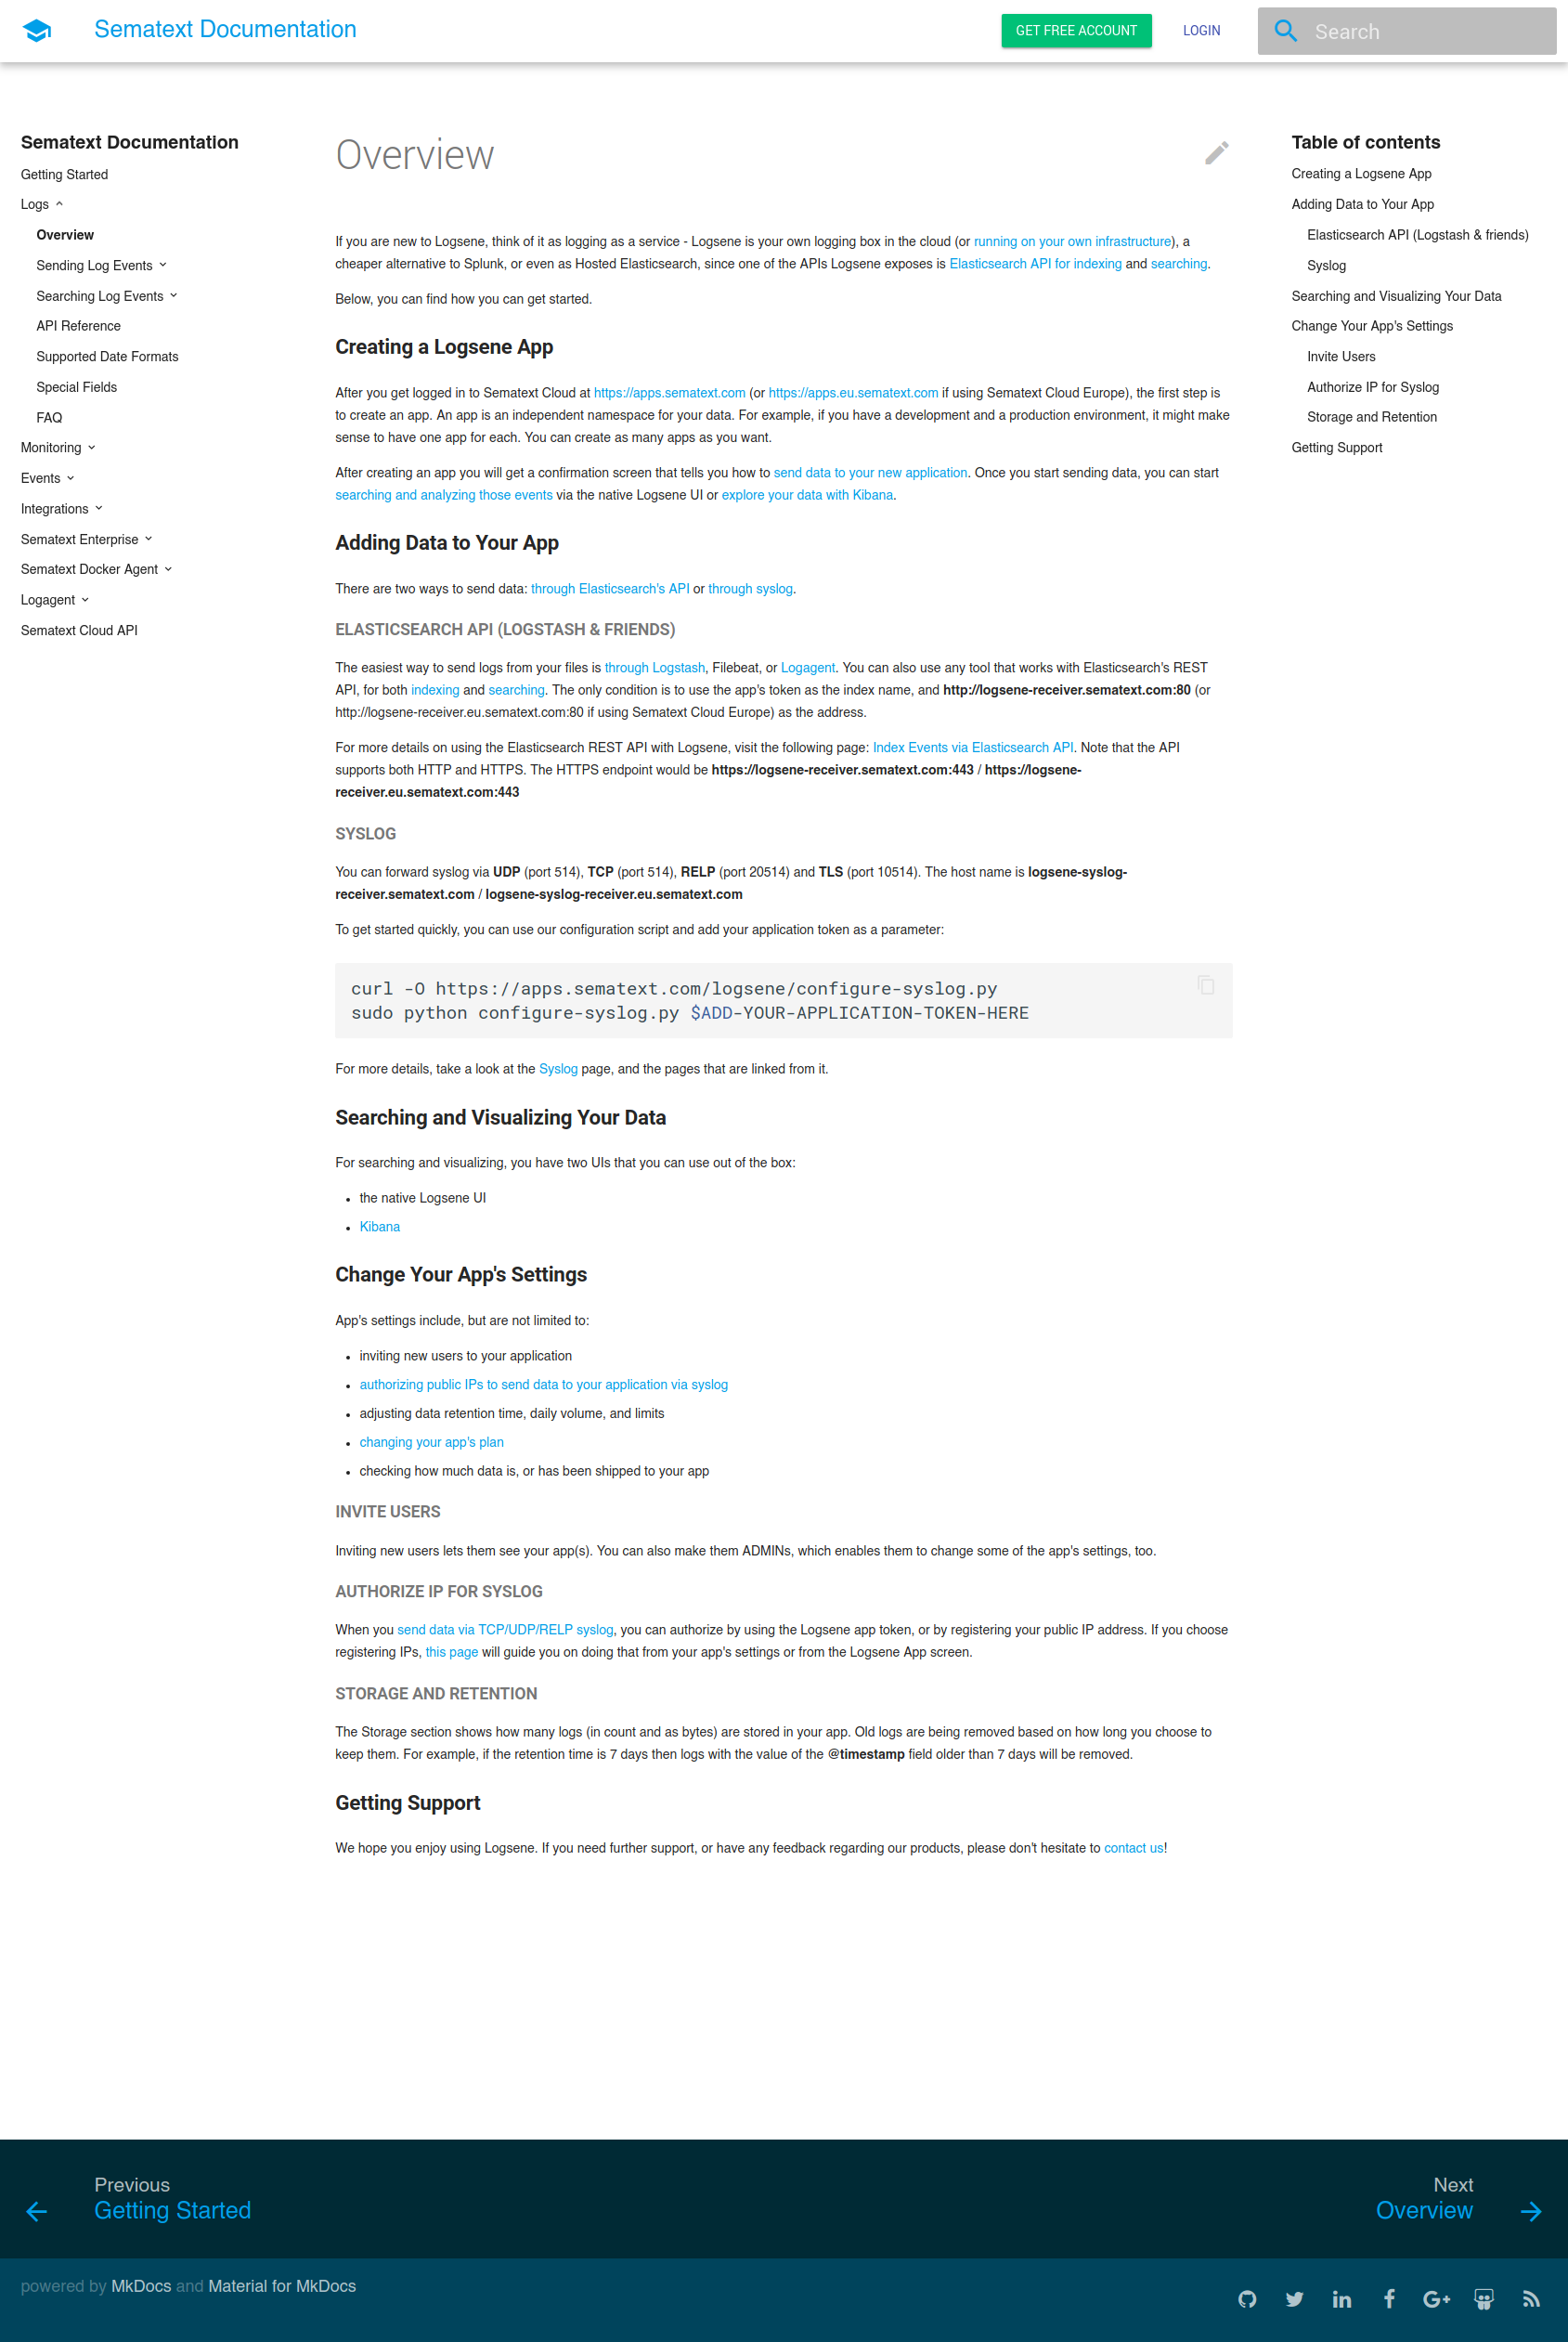 Sematext Documentation
GET FREE ACCOUNT
LOGIN
Search
Sematext Documentation
Getting Started
Logs
Overview
Sending Log Events
Searching Log Events
API Reference
Supported Date Formats
Special Fields
FAQ
Monitoring
Events
Integrations
Sematext Enterprise
Sematext Docker Agent
Logagent
Sematext Cloud API
Overview
If you are new to Logsene, think of it as logging as a service - Logsene is your own logging box in the cloud (or running on your own infrastructure), a
cheaper alternative to Splunk, or even as Hosted Elasticsearch, since one of the APIs Logsene exposes is Elasticsearch API for indexing and searching.
Below, you can find how you can get started.
Creating a Logsene App
After you get logged in to Sematext Cloud at https://apps.sematext.com (or https://apps.eu.sematext.com if using Sematext Cloud Europe), the first step is
to create an app. An app is an independent namespace for your data. For example, if you have a development and a production environment, it might make
sense to have one app for each. You can create as many apps as you want.
After creating an app you will get a confirmation screen that tells you how to send data to your new application. Once you start sending data, you can start
searching and analyzing those events via the native Logsene UI or explore your data with Kibana.
Adding Data to Your App
There are two ways to send data: through Elasticsearch's API or through syslog.
ELASTICSEARCH API (LOGSTASH & FRIENDS)
The easiest way to send logs from your files is through Logstash, Filebeat, or Logagent. You can also use any tool that works with Elasticsearch's REST
API, for both indexing and searching. The only condition is to use the app's token as the index name, and http://logsene-receiver.sematext.com:80 (or
http://logsene-receiver.eu.sematext.com:80 if using Sematext Cloud Europe) as the address.
For more details on using the Elasticsearch REST API with Logsene, visit the following page: Index Events via Elasticsearch API. Note that the API
supports both HTTP and HTTPS. The HTTPS endpoint would be https://logsene-receiver.sematext.com:443 / https://logsene-
receiver.eu.sematext.com:443
SYSLOG
You can forward syslog via UDP (port 514), TCP (port 514), RELP (port 20514) and TLS (port 10514). The host name is logsene-syslog-
receiver.sematext.com / logsene-syslog-receiver.eu.sematext.com
To get started quickly, you can use our configuration script and add your application token as a parameter:
curl -O https://apps.sematext.com/logsene/configure-syslog.py
sudo python configure-syslog.py $ADD-YOUR-APPLICATION-TOKEN-HERE
For more details, take a look at the Syslog page, and the pages that are linked from it.
Searching and Visualizing Your Data
For searching and visualizing, you have two UIs that you can use out of the box:
• the native Logsene UI
• Kibana
Change Your App's Settings
App's settings include, but are not limited to:
• inviting new users to your application
• authorizing public IPs to send data to your application via syslog
• adjusting data retention time, daily volume, and limits
• changing your app's plan
• checking how much data is, or has been shipped to your app
INVITE USERS
Inviting new users lets them see your app(s). You can also make them ADMINs, which enables them to change some of the app's settings, too.
AUTHORIZE IP FOR SYSLOG
When you send data via TCP/UDP/RELP syslog, you can authorize by using the Logsene app token, or by registering your public IP address. If you choose
registering IPs, this page will guide you on doing that from your app's settings or from the Logsene App screen.
STORAGE AND RETENTION
The Storage section shows how many logs (in count and as bytes) are stored in your app. Old logs are being removed based on how long you choose to
keep them. For example, if the retention time is 7 days then logs with the value of the @timestamp field older than 7 days will be removed.
Getting Support
We hope you enjoy using Logsene. If you need further support, or have any feedback regarding our products, please don't hesitate to contact us!
Table of contents
Creating a Logsene App
Adding Data to Your App
Elasticsearch API (Logstash & friends)
Syslog
Searching and Visualizing Your Data
Change Your App's Settings
Invite Users
Authorize IP for Syslog
Storage and Retention
Getting Support
Previous
Getting Started
Next
Overview
powered by MkDocs and Material for MkDocs